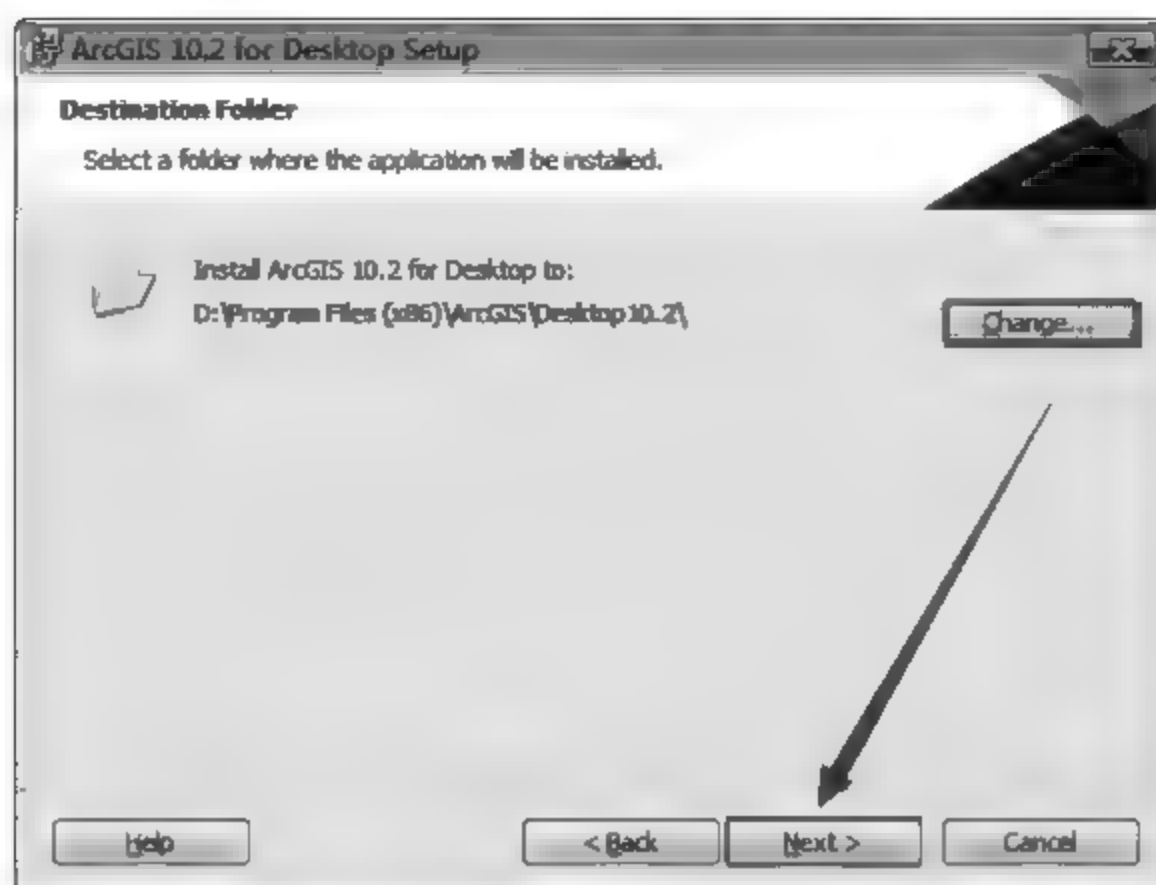 ArcGIS 10.2 for Desktop Setup
Destination Folder
Select a folder where the application will be installed.
Install ArcGIS 10.2 for Desktop to:
D:\Program Files (x86)\ArcGIS\Desktop10.2\
Change...
Help
< Back
Next >
Cancel